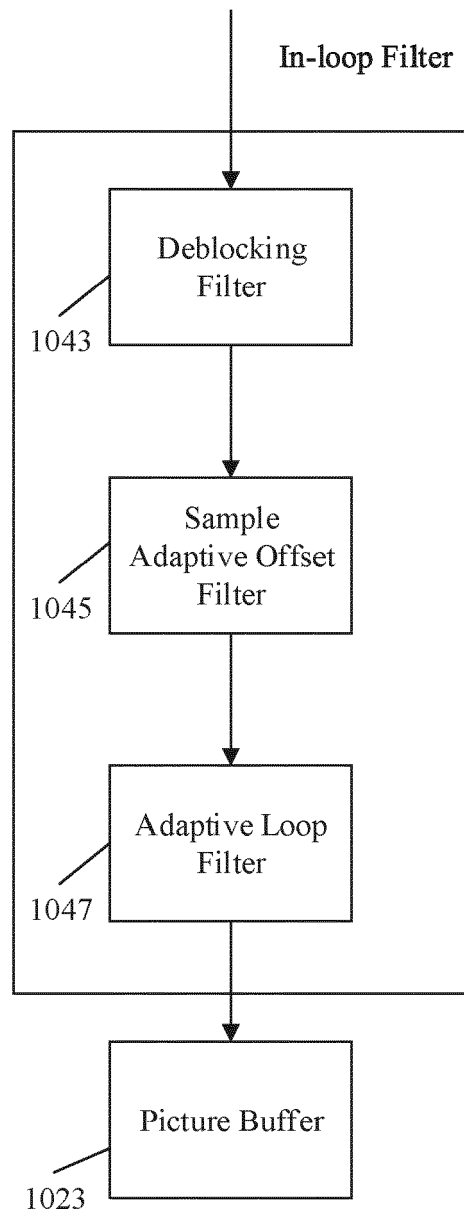 In-loop Filter
Deblocking
Filter
1043
Sample
Adaptive Offset
Filter
1045
Adaptive Loop
Filter
1047
Picture Buffer
1023